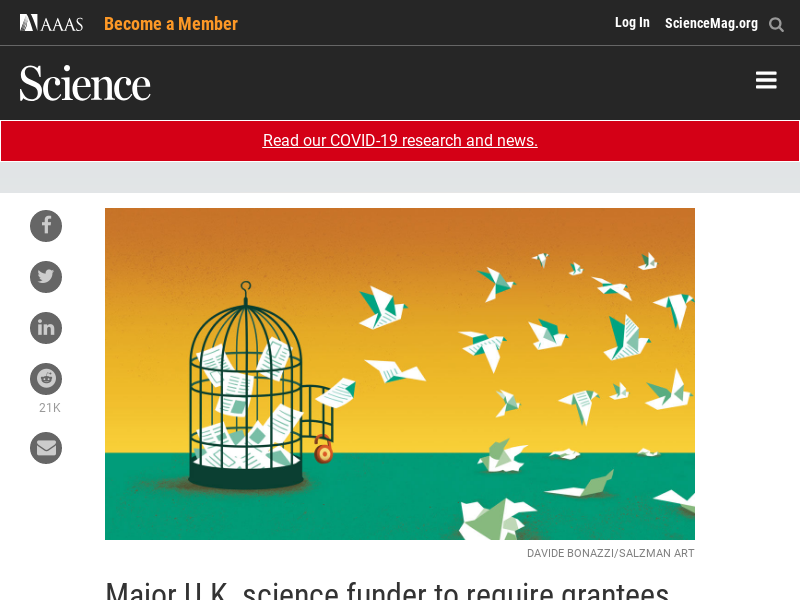 AAAS
Become a Member
Log In
ScienceMag.org
Science
Read our COVID-19 research and news.
21K
DAVIDE BONAZZI/SALZMAN ART
Major U.K. science funder to require grantees